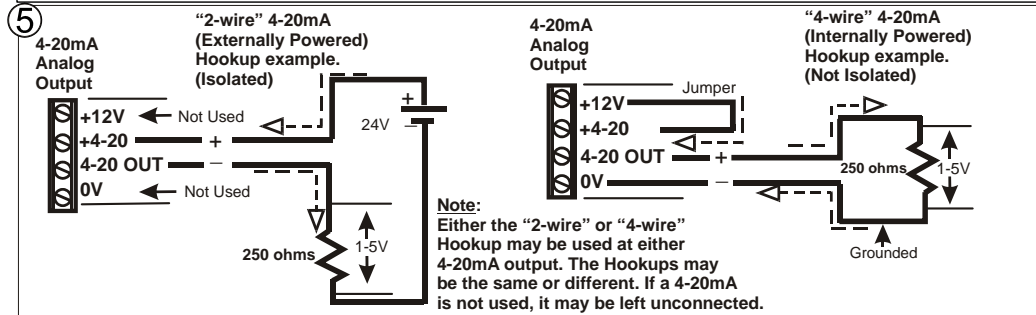 5
4-20mA
Analog
Output
"2-wire" 4-20mA
(Externally Powered)
Hookup example.
(Isolated)
+12V
Not Used
+4-20
+
4-20 OUT
–
0V
Not Used
+
24V
–
250 ohms
1-5V
Note:
Either the "2-wire" or "4-wire"
Hookup may be used at either
4-20mA output. The Hookups may
be the same or different. If a 4-20mA
is not used, it may be left unconnected.
4-20mA
Analog
Output
"4-wire" 4-20mA
(Internally Powered)
Hookup example.
(Not Isolated)
Jumper
+12V
+4-20
4-20 OUT
+
0V
–
250 ohms
1-5V
Grounded